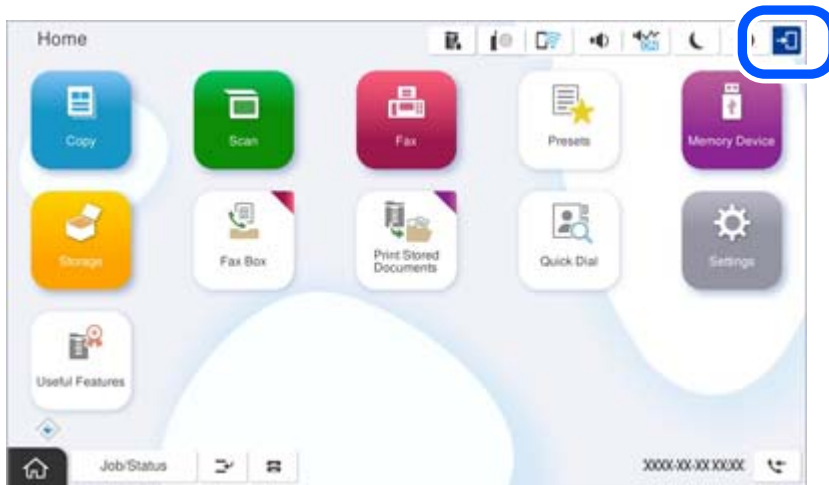 Home
Copy
Scan
Fax
Presets
Memory Device
Storage
Fax Box
Print Stored
Documents
Quick Dial
Settings
Useful Features
Job/Status
XXXX-XX-XX XX:XX